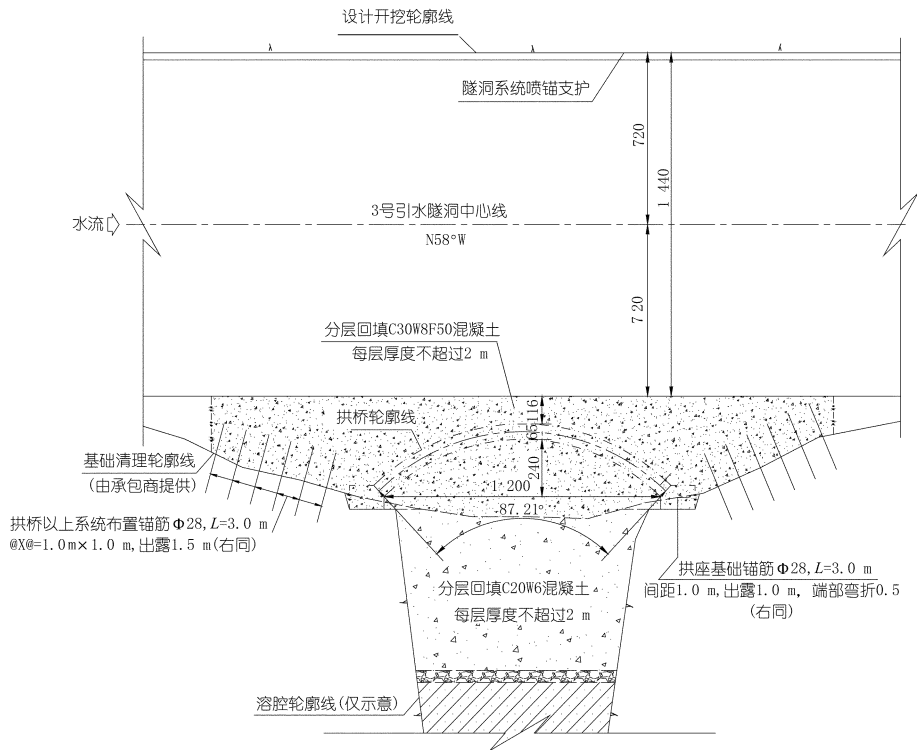 设计开挖轮廓线
隧洞系统喷锚支护
720
1 440
3号引水隧洞中心线
水流
N58°W
720
分层回填C30W8F50混凝土
每层厚度不超过2 m
116
拱桥轮廓线
65
240
基础清理轮廓线
(由承包商提供)
1 200
87.21°
拱桥以上系统布置锚筋Φ28,L=3.0 m
@X@=1.0m×1.0 m,出露1.5 m(右同)
拱座基础锚筋Φ28,L=3.0 m
间距1.0 m,出露1.0 m, 端部弯折0.5
(右同)
分层回填C20W6混凝土
每层厚度不超过2 m
溶腔轮廓线(仅示意)